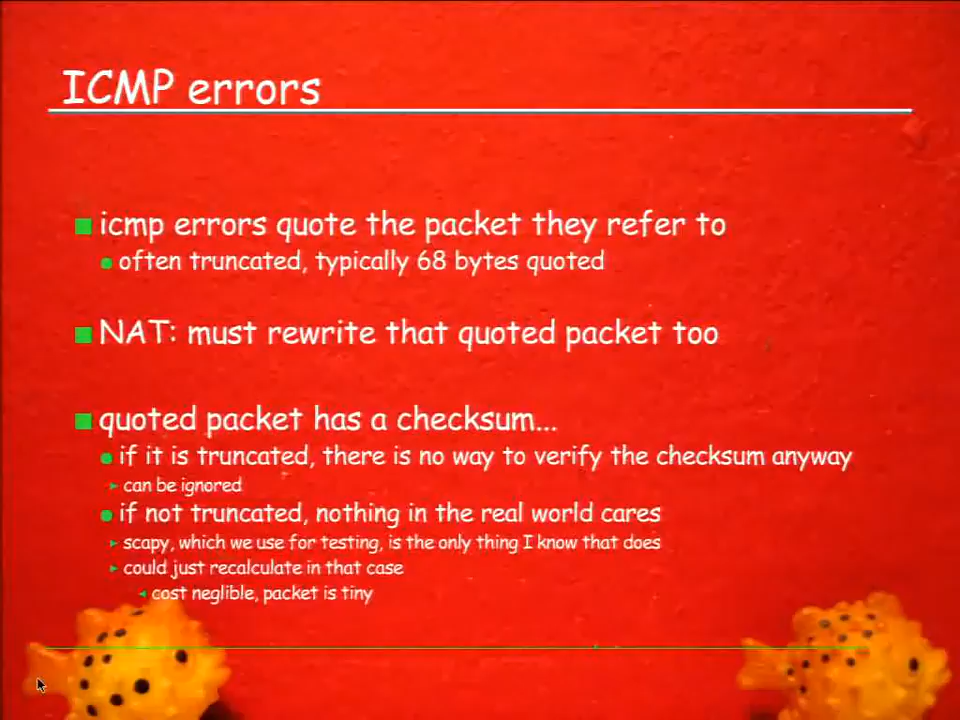 ICMP errors
icmp errors quote the packet they refer to
often truncated, typically 68 bytes quoted
NAT: must rewrite that quoted packet too
quoted packet has a checksum...
if it is truncated, there is no way to verify the checksum anyway
can be ignored
if not truncated, nothing in the real world cares
scapy, which we use for testing, is the only thing I know that does
could just recalculate in that case
cost neglible, packet is tiny